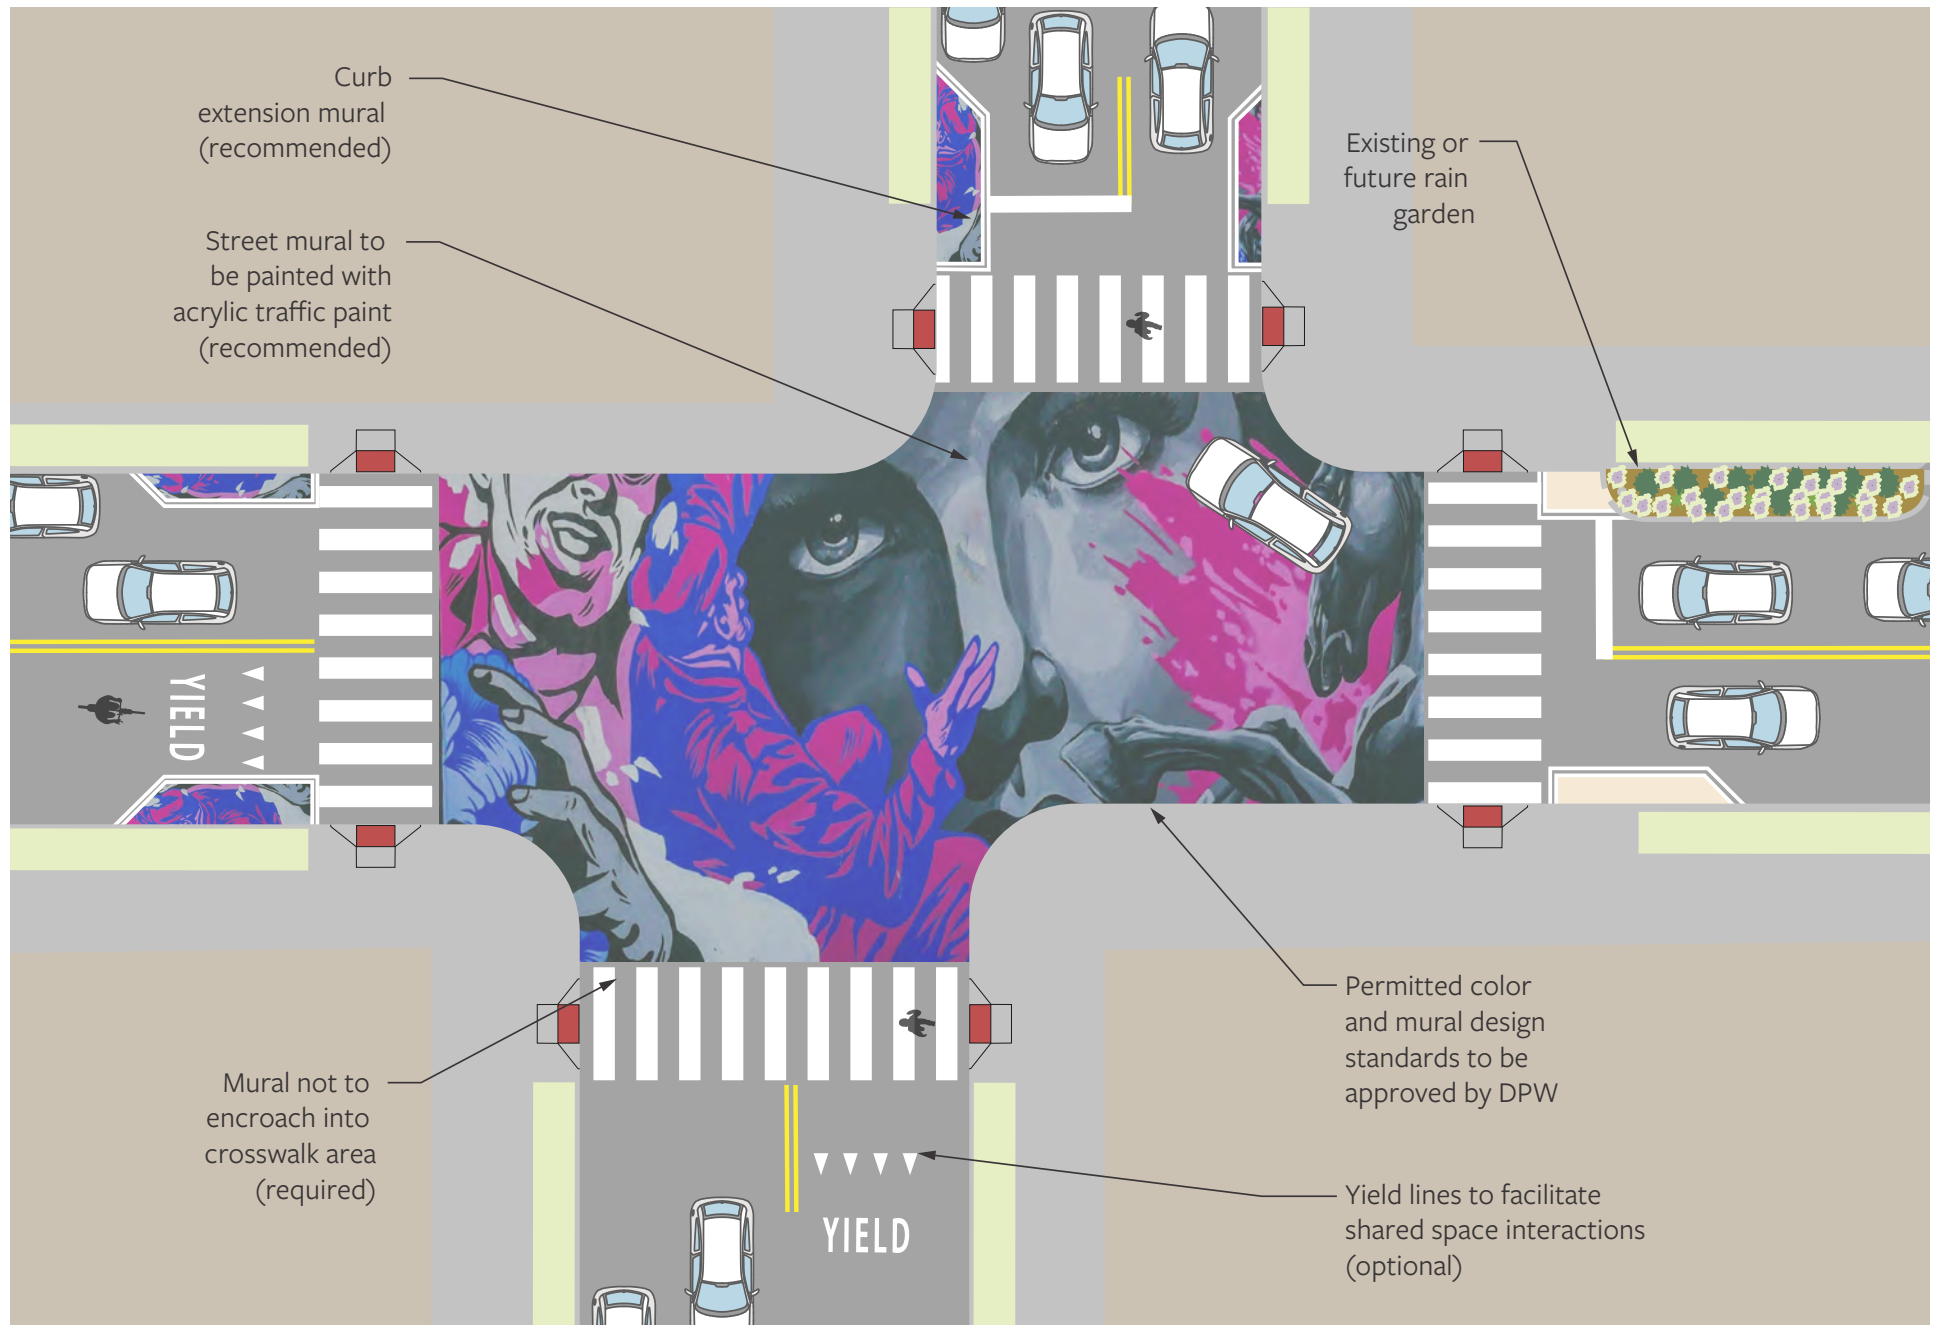 Curb
extension mural
(recommended)
Street mural to
be painted with
acrylic traffic paint
(recommended)
Existing or
future rain
garden
YIELD
Mural not to
encroach into
crosswalk area
(required)
Permitted color
and mural design
standards to be
approved by DPW
Yield lines to facilitate
shared space interactions
(optional)
YIELD